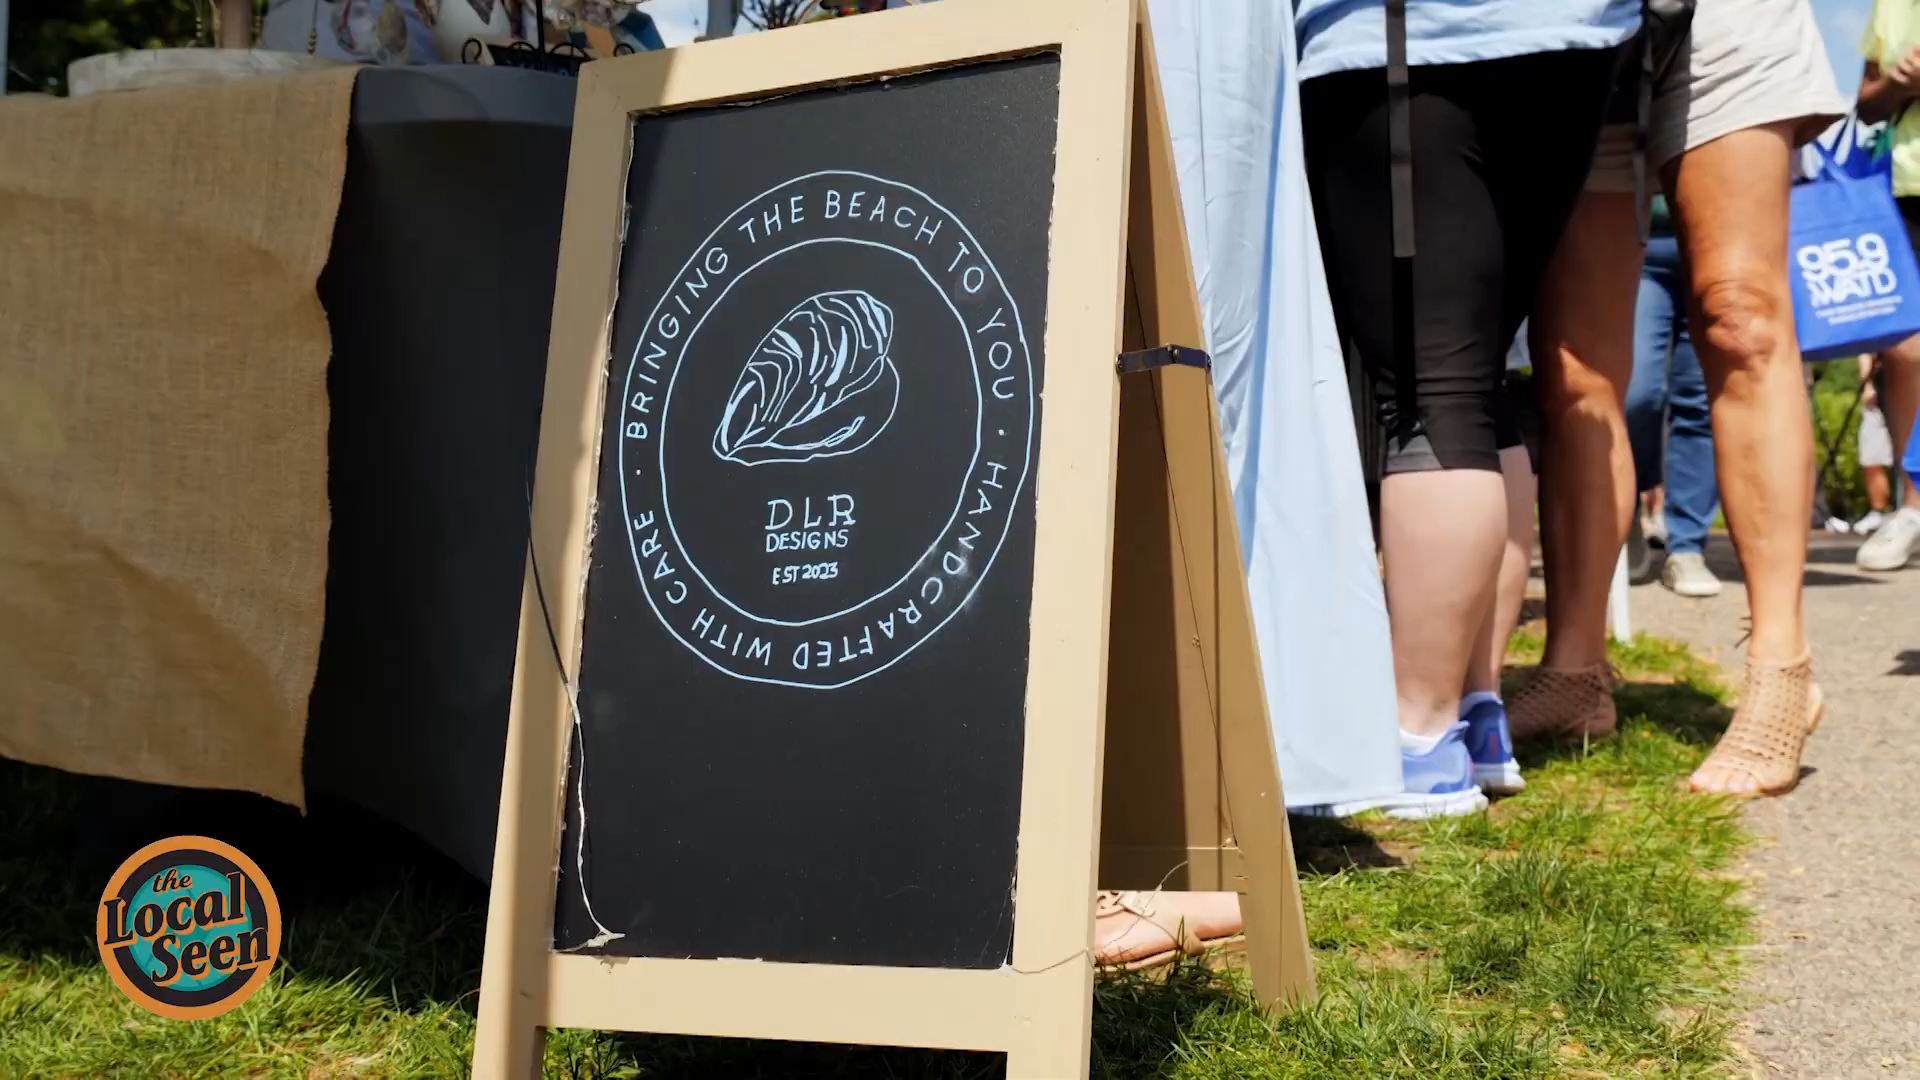 BRINGING THE BEACH TO YOU · HANDCRAFTED WITH CARE ·
DLR
DESIGNS
EST 2023
95.9
WATD
the
Local
Seen